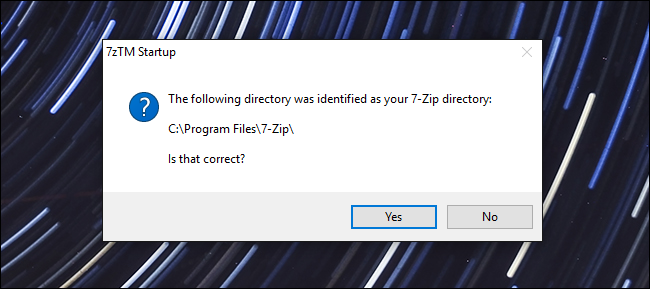 7zTM Startup
The following directory was identified as your 7-Zip directory:
C:\Program Files\7-Zip\
Is that correct?
Yes
No